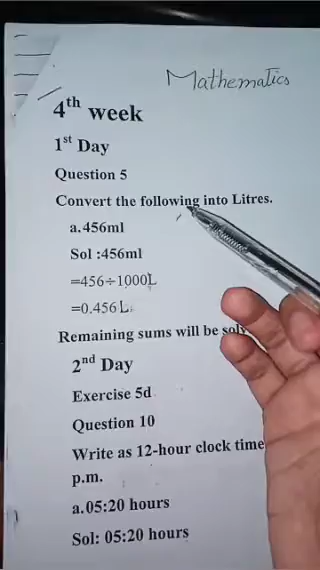 Mathematics
4th week
1st Day
Question 5
Convert the following into Litres.
a.456ml
Sol :456ml
=456÷1000L
=0.456L
Remaining sums will be
2nd Day
Exercise 5d
Question 10
Write as 12-hour clock time
p.m.
a.05:20 hours
Sol: 05:20 hours